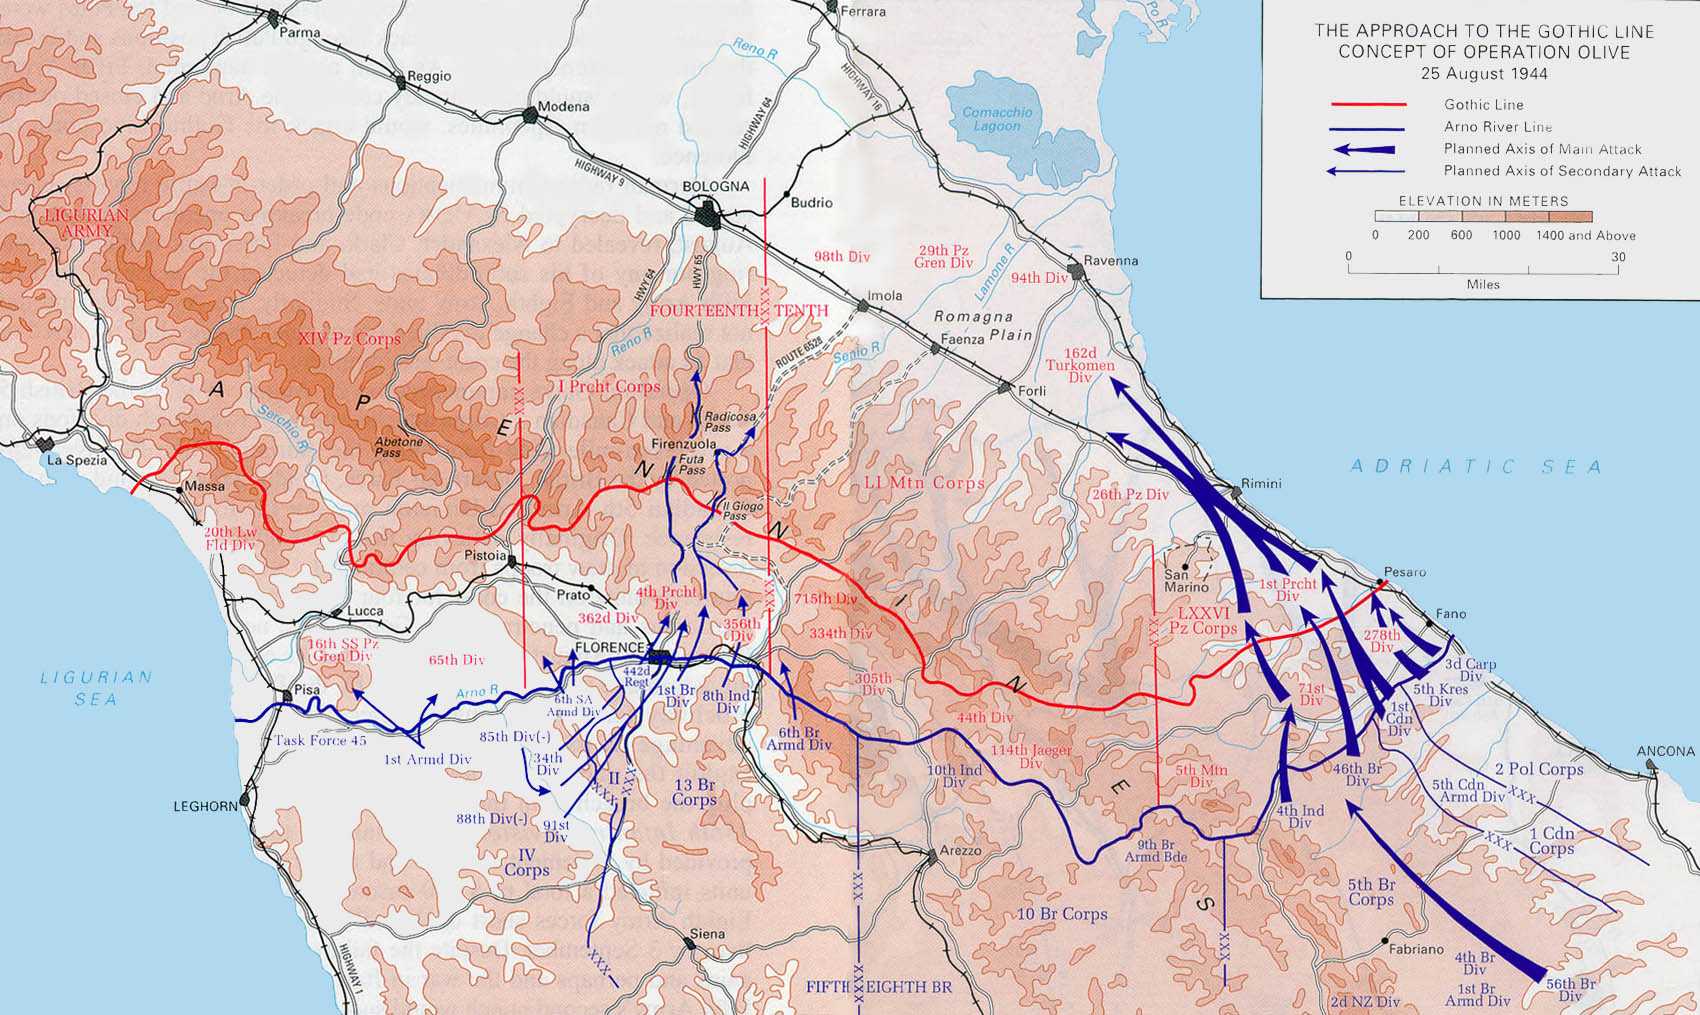 THE APPROACH TO THE GOTHIC LINE
CONCEPT OF OPERATION OLIVE
25 August 1944
Gothic Line
Arno River Line
Planned Axis of Main Attack
Planned Axis of Secondary Attack
ELEVATION IN METERS
0 200 600 1000 1400 and Above
0 30
Miles
Parma
Reggio
Modena
Ferrara
Reno R
Po R
HIGHWAY 64
HIGHWAY 16
Comacchio
Lagoon
HIGHWAY 9
BOLOGNA
Budrio
LIGURIAN
ARMY
98th Div
29th Pz
Gren Div
94th Div
Lamone R
Ravenna
HWY 64
HWY 65
Imola
FOURTEENTH XXX TENTH
Romagna
Plain
XIV Pz Corps
Reno R
ROUTE 6528
Senio R
Faenza
162d
Turkomen
Div
I Prcht Corps
XXX
Forli
A P E N N I N E S
Serchio R
Abetone
Pass
Radicosa
Pass
Firenzuola
Futa
Pass
La Spezia
Massa
ADRIATIC SEA
LI Mtn Corps
26th Pz Div
Rimini
Il Giogo
Pass
20th Lw
Fld Div
Pistoia
Prato
Lucca
San
Marino
Pesaro
1st Prcht
Div
4th Prcht
Div
XXX
715th Div
LXXVI
Pz Corps
XXX
Fano
362d Div
356th
Div
334th Div
278th
Div
16th SS Pz
Gren Div
65th Div
FLORENCE
LIGURIAN
SEA
Pisa
Arno R
442d
Regt
305th
Div
3d Carp
Div
6th SA
Armd Div
1st Br
Div
8th Ind
Div
71st
Div
5th Kres
Div
1st
Cdn
Div
44th Div
Task Force 45
85th Div(-)
6th Br
Armd Div
114th Jaeger
Div
1st Armd Div
34th
Div
10th Ind
Div
5th Mtn
Div
46th Br
Div
2 Pol Corps
ANCONA
II
XXX
XXX
13 Br
Corps
5th Cdn
Armd Div
XXX
LEGHORN
88th Div(-)
91st
Div
4th Ind
Div
1 Cdn
Corps
XXX
IV
Corps
Arezzo
9th Br
Armd Bde
XXX
5th Br
Corps
10 Br Corps
Siena
XXX
XXX
Fabriano
HIGHWAY 1
4th Br
Div
FIFTH XXX EIGHTH BR
1st Br
Armd Div
56th Br
Div
2d NZ Div